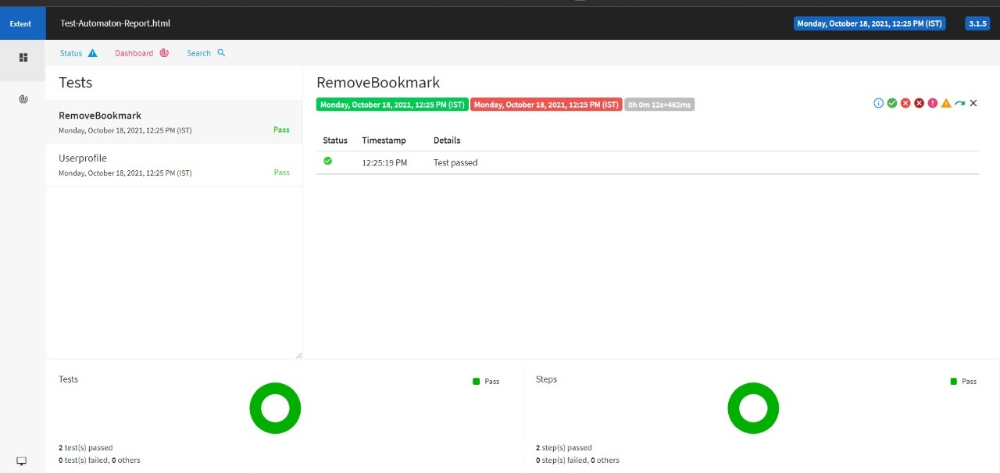 Extent
Test-Automaton-Report.html
Monday, October 18, 2021, 12:25 PM (IST)
3.1.5
Status
Dashboard
Search
Tests
RemoveBookmark
Monday, October 18, 2021, 12:25 PM (IST)
Pass
Userprofile
Monday, October 18, 2021, 12:25 PM (IST)
Pass
RemoveBookmark
Monday, October 18, 2021, 12:25 PM (IST) Monday, October 18, 2021, 12:25 PM (IST) 0h 0m 12s+462ms
Status Timestamp Details
12:25:19 PM Test passed
Tests
Pass
2 test(s) passed
0 test(s) failed, 0 others
Steps
Pass
2 step(s) passed
0 step(s) failed, 0 others